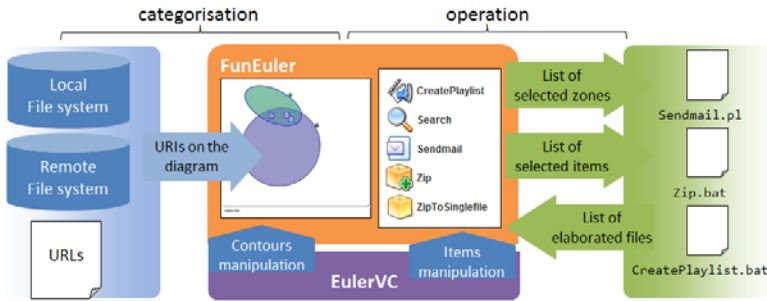 categorisation
operation
Local
File system
Remote
File system
URLs
URIs on the
diagram
FunEuler
CreatePlaylist
Search
Sendmail
Zip
ZipToSinglefile
Contours
manipulation
Items
manipulation
EulerVC
List of
selected zones
List of
selected items
List of
elaborated files
Sendmail.pl
Zip.bat
CreatePlaylist.bat